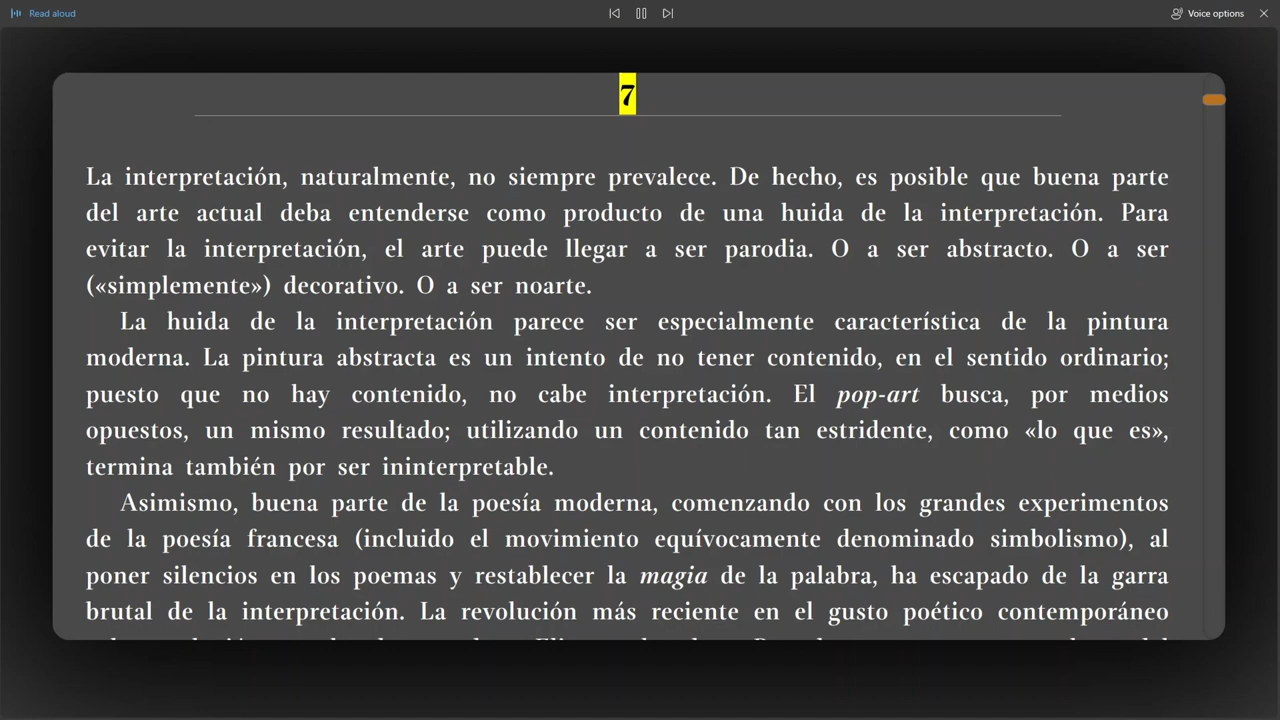 Read aloud
Voice options
7
La interpretación, naturalmente, no siempre prevalece. De hecho, es posible que buena parte
del arte actual deba entenderse como producto de una huida de la interpretación. Para
evitar la interpretación, el arte puede llegar a ser parodia. O a ser abstracto. O a ser
(«simplemente») decorativo. O a ser noarte.
La huida de la interpretación parece ser especialmente característica de la pintura
moderna. La pintura abstracta es un intento de no tener contenido, en el sentido ordinario;
puesto que no hay contenido, no cabe interpretación. El pop-art busca, por medios
opuestos, un mismo resultado; utilizando un contenido tan estridente, como «lo que es»,
termina también por ser ininterpretable.
Asimismo, buena parte de la poesía moderna, comenzando con los grandes experimentos
de la poesía francesa (incluido el movimiento equívocamente denominado simbolismo), al
poner silencios en los poemas y restablecer la magia de la palabra, ha escapado de la garra
brutal de la interpretación. La revolución más reciente en el gusto poético contemporáneo